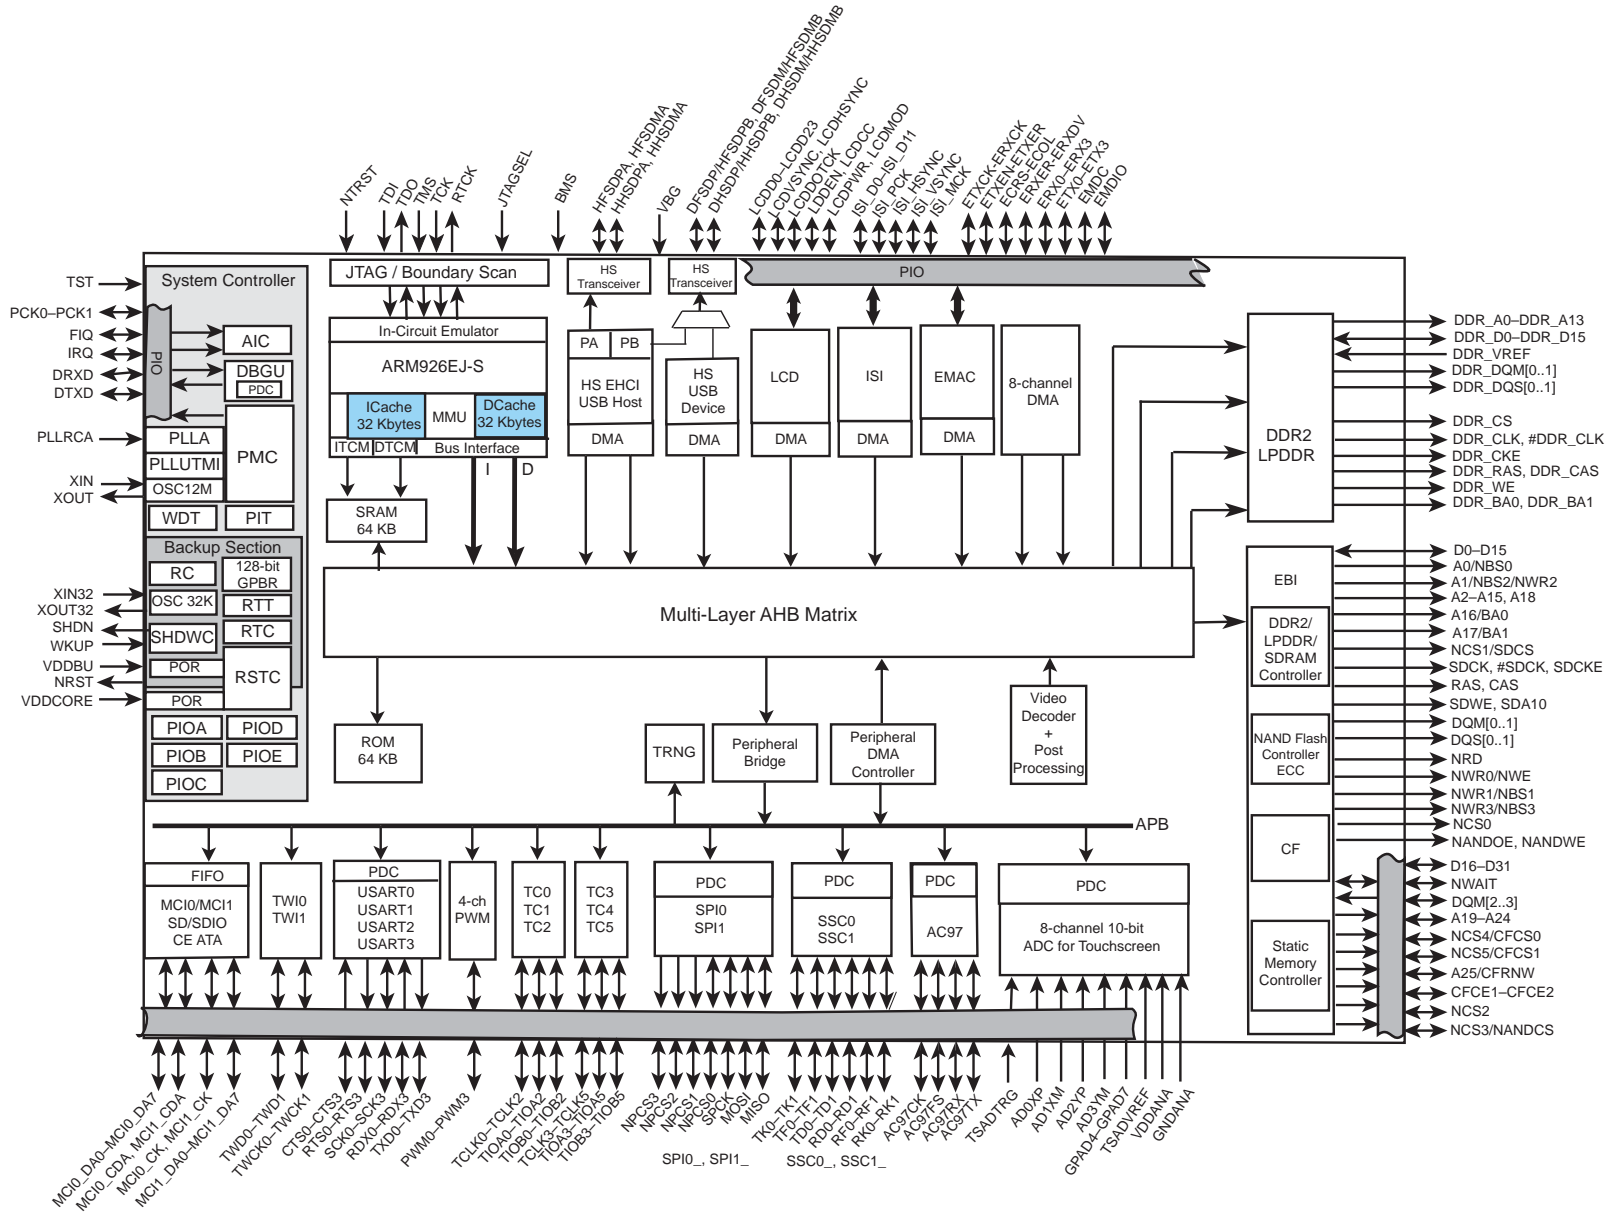 NTRST
TDI
TDO
TMS
TCK
RTCK
JTAGSEL
BMS
HFSDPA, HFSDMA
HHSDPA, HHSDMA
VBG
DFSDP/HFSDPB, DFSDM/HFSDMB
DHSDP/HHSDPB, DHSDM/HHSDMB
LCDD0–LCDD23
LCDVSYNC, LCDHSYNC
LCDDOTCK
LDDEN, LCDCC
LCDPWR, LCDMOD
ISI_D0–ISI_D11
ISI_PCK
ISI_HSYNC
ISI_VSYNC
ISI_MCK
ETXCK-ERXCK
ETXEN-ETXER
ECRS-ECOL
ERXER-ERXDV
ERX0–ERX3
ETX0–ETX3
EMDC
EMDIO
TST
PCK0–PCK1
FIQ
IRQ
DRXD
DTXD
PLLRCA
XIN
XOUT
XIN32
XOUT32
SHDN
WKUP
VDDBU
NRST
VDDCORE
System Controller
PIO
AIC
DBGU
PDC
PLLA
PLLUTMI
OSC12M
PMC
WDT
PIT
Backup Section
RC
128-bit
GPBR
OSC 32K
RTT
SHDWC
RTC
POR
RSTC
POR
PIOA
PIOD
PIOB
PIOE
PIOC
JTAG / Boundary Scan
In-Circuit Emulator
ARM926EJ-S
ICache
32 Kbytes
MMU
DCache
32 Kbytes
ITCM
DTCM
Bus Interface
I
D
SRAM
64 KB
HS
Transceiver
HS
Transceiver
PA
PB
HS EHCI
USB Host
DMA
HS
USB
Device
DMA
PIO
LCD
DMA
ISI
DMA
EMAC
DMA
8-channel
DMA
Multi-Layer AHB Matrix
ROM
64 KB
TRNG
Peripheral
Bridge
Peripheral
DMA
Controller
Video
Decoder
+
Post
Processing
APB
DDR2
LPDDR
EBI
DDR2/
LPDDR/
SDRAM
Controller
NAND Flash
Controller
ECC
CF
Static
Memory
Controller
DDR_A0–DDR_A13
DDR_D0–DDR_D15
DDR_VREF
DDR_DQM[0..1]
DDR_DQS[0..1]
DDR_CS
DDR_CLK, #DDR_CLK
DDR_CKE
DDR_RAS, DDR_CAS
DDR_WE
DDR_BA0, DDR_BA1
D0–D15
A0/NBS0
A1/NBS2/NWR2
A2–A15, A18
A16/BA0
A17/BA1
NCS1/SDCS
SDCK, #SDCK, SDCKE
RAS, CAS
SDWE, SDA10
DQM[0..1]
DQS[0..1]
NRD
NWR0/NWE
NWR1/NBS1
NWR3/NBS3
NCS0
NANDOE, NANDWE
D16–D31
NWAIT
DQM[2..3]
A19–A24
NCS4/CFCS0
NCS5/CFCS1
A25/CFRNW
CFCE1–CFCE2
NCS2
NCS3/NANDCS
FIFO
MCI0/MCI1
SD/SDIO
CE ATA
TWI0
TWI1
PDC
USART0
USART1
USART2
USART3
4-ch
PWM
TC0
TC1
TC2
TC3
TC4
TC5
PDC
SPI0
SPI1
PDC
SSC0
SSC1
PDC
AC97
PDC
8-channel 10-bit
ADC for Touchscreen
MCI0_DA0–MCI0_DA7
MCI0_CDA, MCI1_CDA
MCI0_CK, MCI1_CK
MCI1_DA0–MCI1_DA7
TWD0–TWD1
TWCK0–TWCK1
CTS0–CTS3
RTS0–RTS3
SCK0–SCK3
RDX0–RDX3
TXD0–TXD3
PWM0–PWM3
TCLK0–TCLK2
TIOA0–TIOA2
TIOB0–TIOB2
TCLK3–TCLK5
TIOA3–TIOA5
TIOB3–TIOB5
NPCS3
NPCS2
NPCS1
NPCS0
SPCK
MOSI
MISO
TK0–TK1
TF0–TF1
TD0–TD1
RD0–RD1
RF0–RF1
RK0–RK1
AC97CK
AC97FS
AC97RX
AC97TX
TSADTRG
AD0XP
AD1XM
AD2YP
AD3YM
GPAD4–GPAD7
TSADVREF
VDDANA
GNDANA
SPI0_, SPI1_
SSC0_, SSC1_